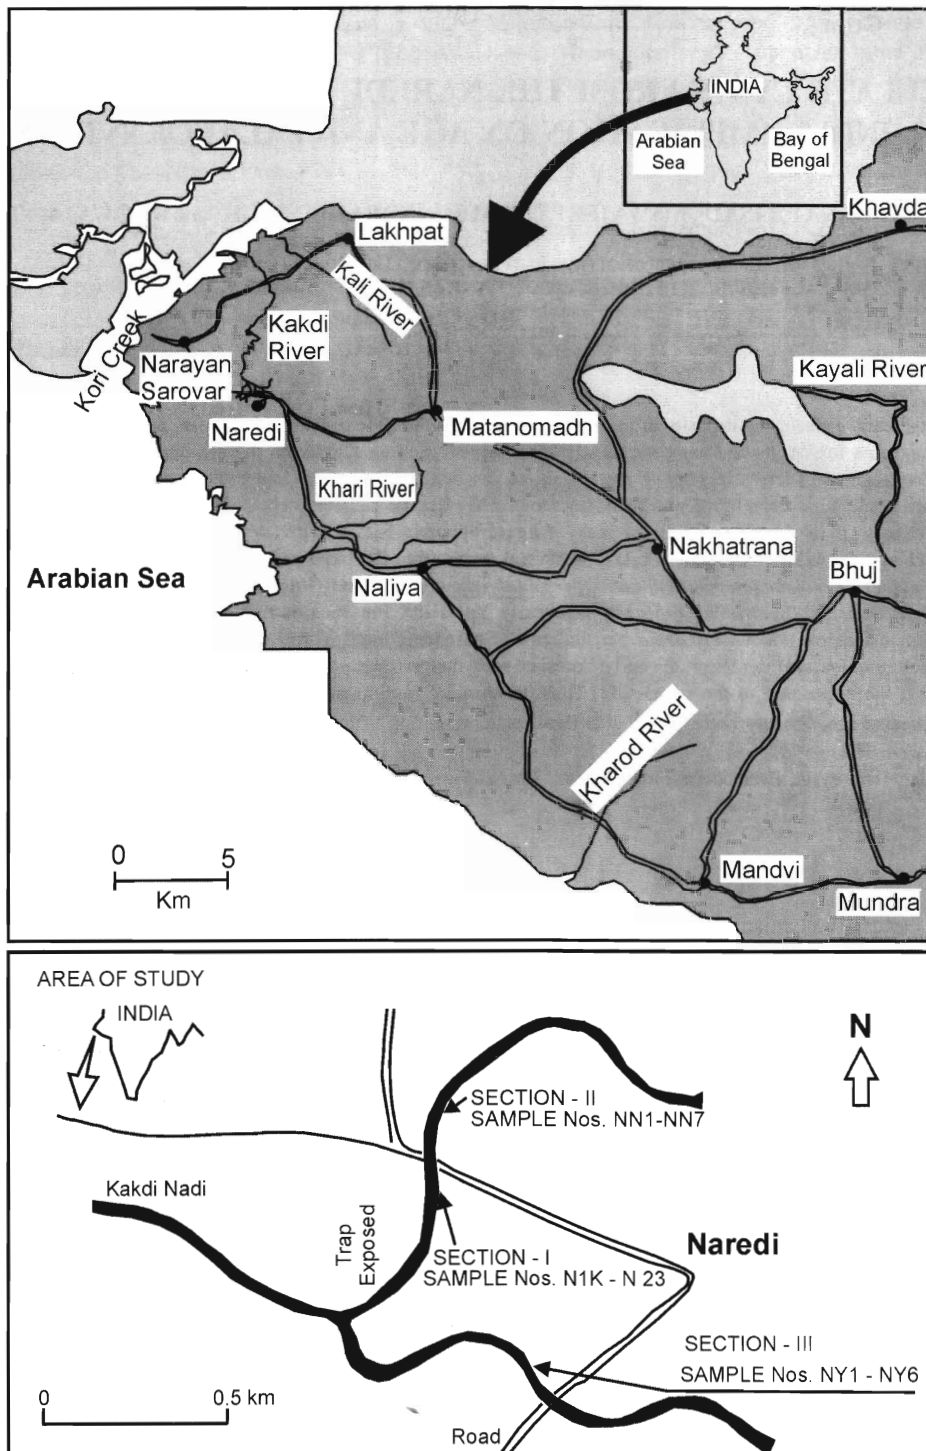 INDIA
Arabian
Sea
Bay of
Bengal
Khavda
Lakhpat
Kali River
Kakdi
River
Kori Creek
Narayan
Sarovar
Kayali River
Naredi
Matanomadh
Khari River
Nakhatrana
Arabian Sea
Naliya
Bhuj
Kharod River
0 5
Km
Mandvi
Mundra
AREA OF STUDY
INDIA
N
SECTION - II
SAMPLE Nos. NN1-NN7
Kakdi Nadi
Trap
Exposed
Naredi
SECTION - I
SAMPLE Nos. N1K - N 23
SECTION - III
SAMPLE Nos. NY1 - NY6
0 0.5 km
Road